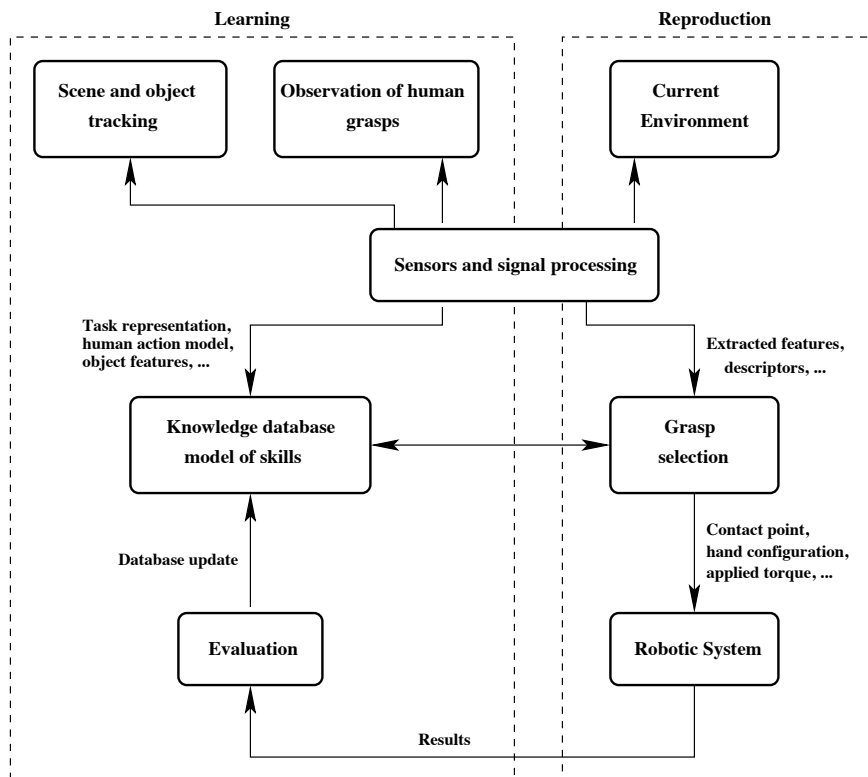 Learning
Reproduction
Scene and object
tracking
Observation of human
grasps
Current
Environment
Sensors and signal processing
Task representation,
human action model,
object features, ...
Extracted features,
descriptors, ...
Knowledge database
model of skills
Grasp
selection
Contact point,
hand configuration,
applied torque, ...
Database update
Evaluation
Robotic System
Results